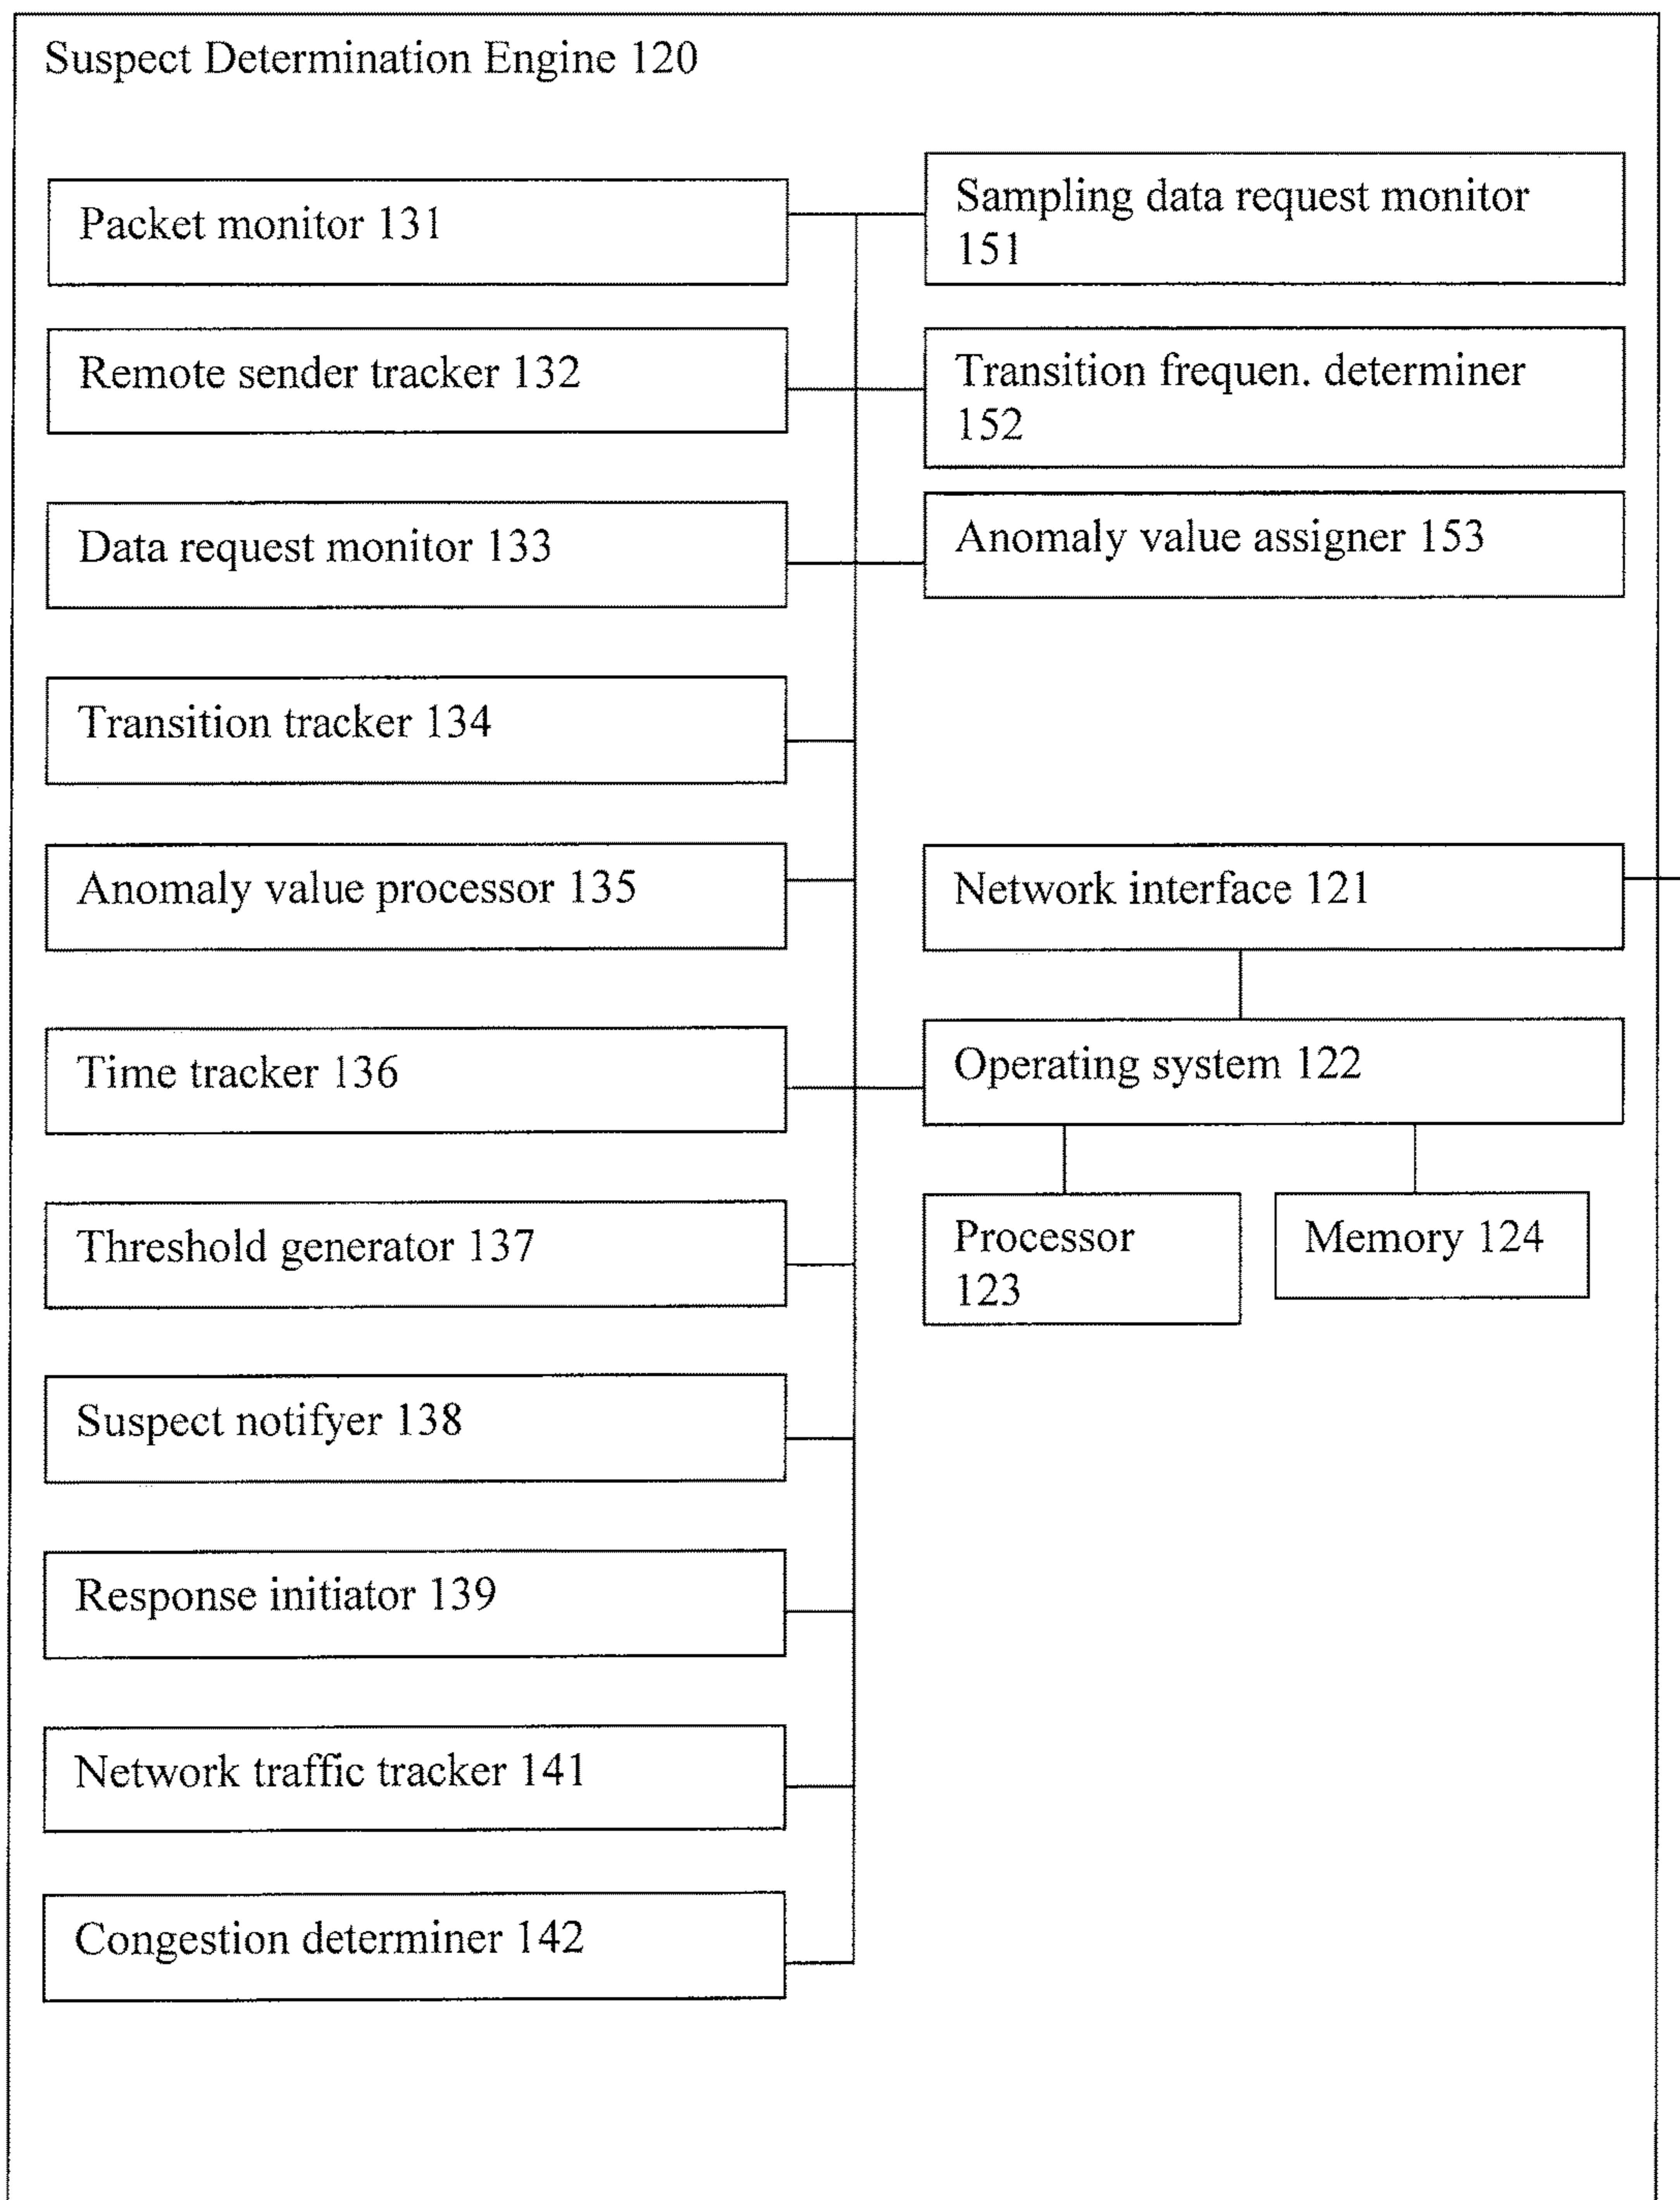 Suspect Determination Engine 120
Packet monitor 131
Remote sender tracker 132
Data request monitor 133
Transition tracker 134
Anomaly value processor 135
Time tracker 136
Threshold generator 137
Suspect notifyer 138
Response initiator 139
Network traffic tracker 141
Congestion determiner 142
Sampling data request monitor
151
Transition frequen. determiner
152
Anomaly value assigner 153
Network interface 121
Operating system 122
Processor
123
Memory 124